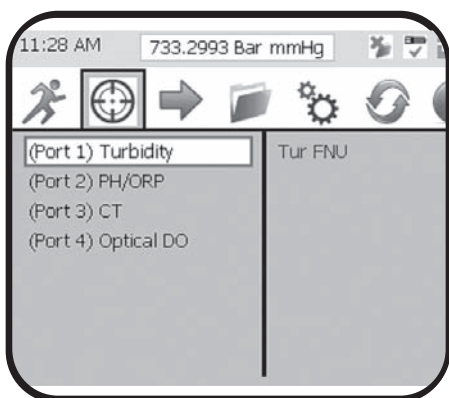 11:28 AM 733.2993 Bar mmHg
(Port 1) Turbidity Tur FNU
(Port 2) PH/ORP
(Port 3) CT
(Port 4) Optical DO